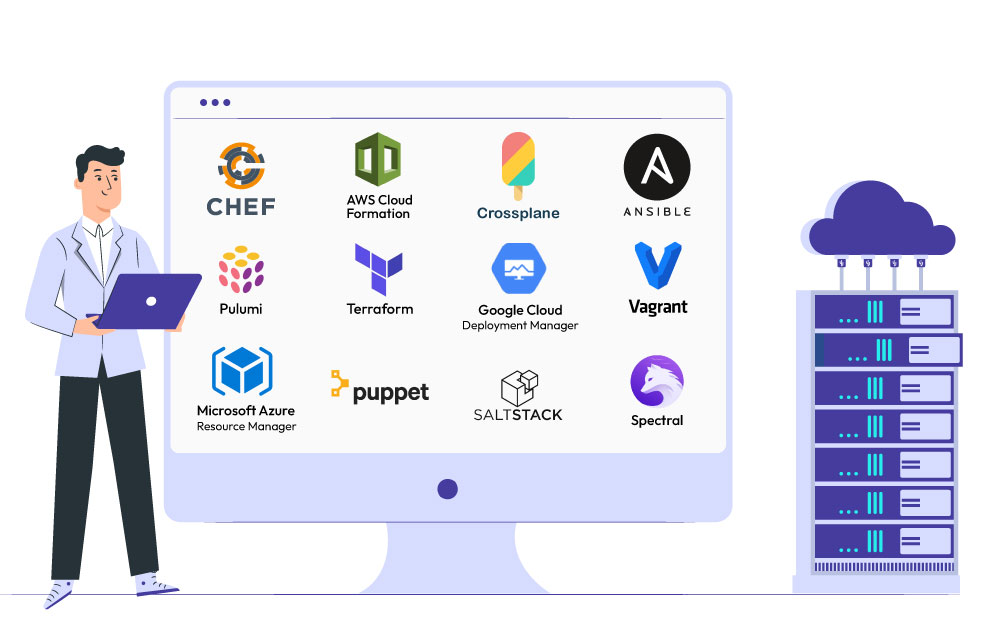 CHEF
AWS Cloud
Formation
Crossplane
ANSIBLE
Pulumi
Terraform
Google Cloud
Deployment Manager
Vagrant
Microsoft Azure
Resource Manager
puppet
SALTSTACK
Spectral